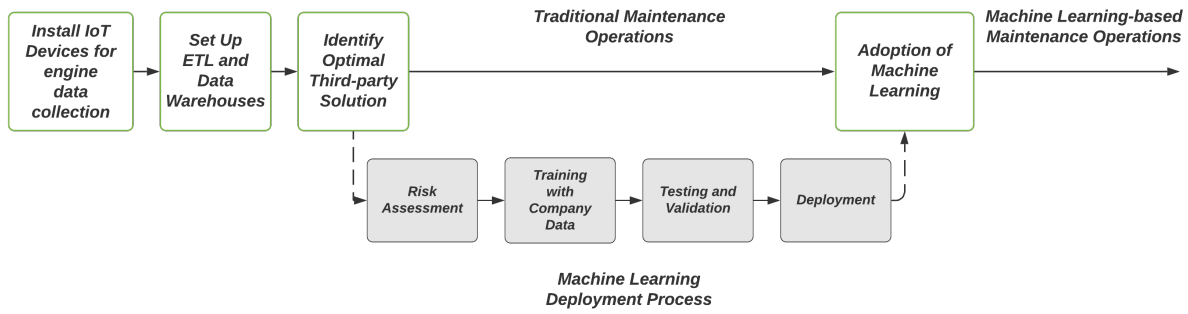 Install IoT
Devices for
engine
data
collection
Set Up
ETL and
Data
Warehouses
Identify
Optimal
Third-party
Solution
Traditional Maintenance
Operations
Adoption of
Machine
Learning
Machine Learning-based
Maintenance Operations
Risk
Assessment
Training
with
Company
Data
Testing and
Validation
Deployment
Machine Learning
Deployment Process